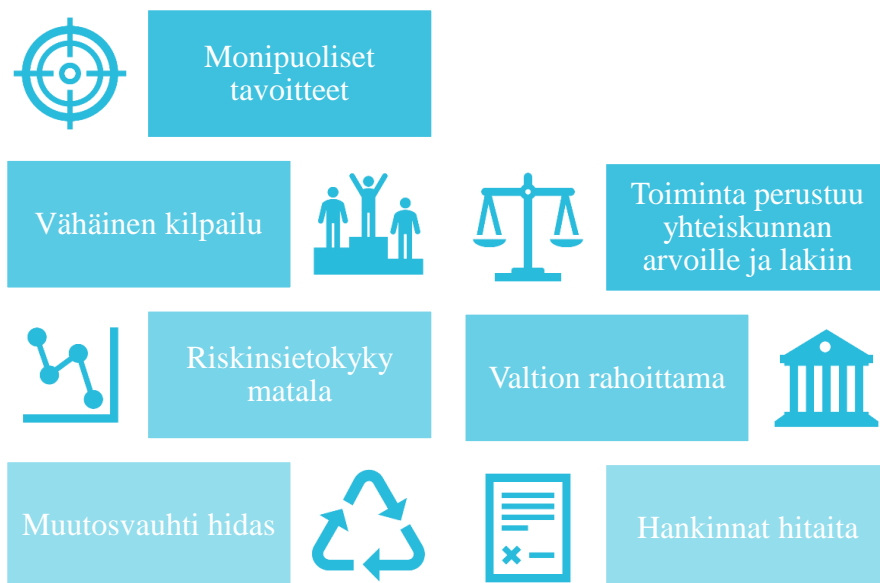 Monipuoliset
tavoitteet
Vähäinen kilpailu
Toiminta perustuu
yhteiskunnan
arvoille ja lakiin
Riskinsietokyky
matala
Valtion rahoittama
Muutosvauhti hidas
Hankinnat hitaita